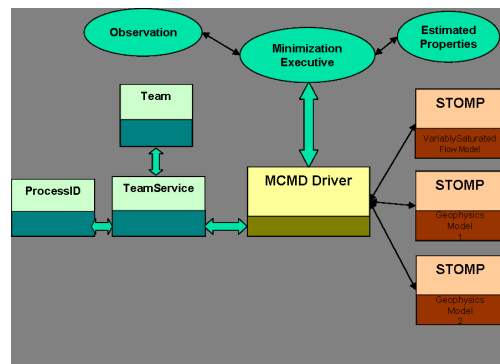 Observation
Minimization
Executive
Estimated
Properties
Team
STOMP
VariablySaturated
Flow Model
ProcessID
TeamService
MCMD Driver
STOMP
Geophysics
Model
1
STOMP
Geophysics
Model
2